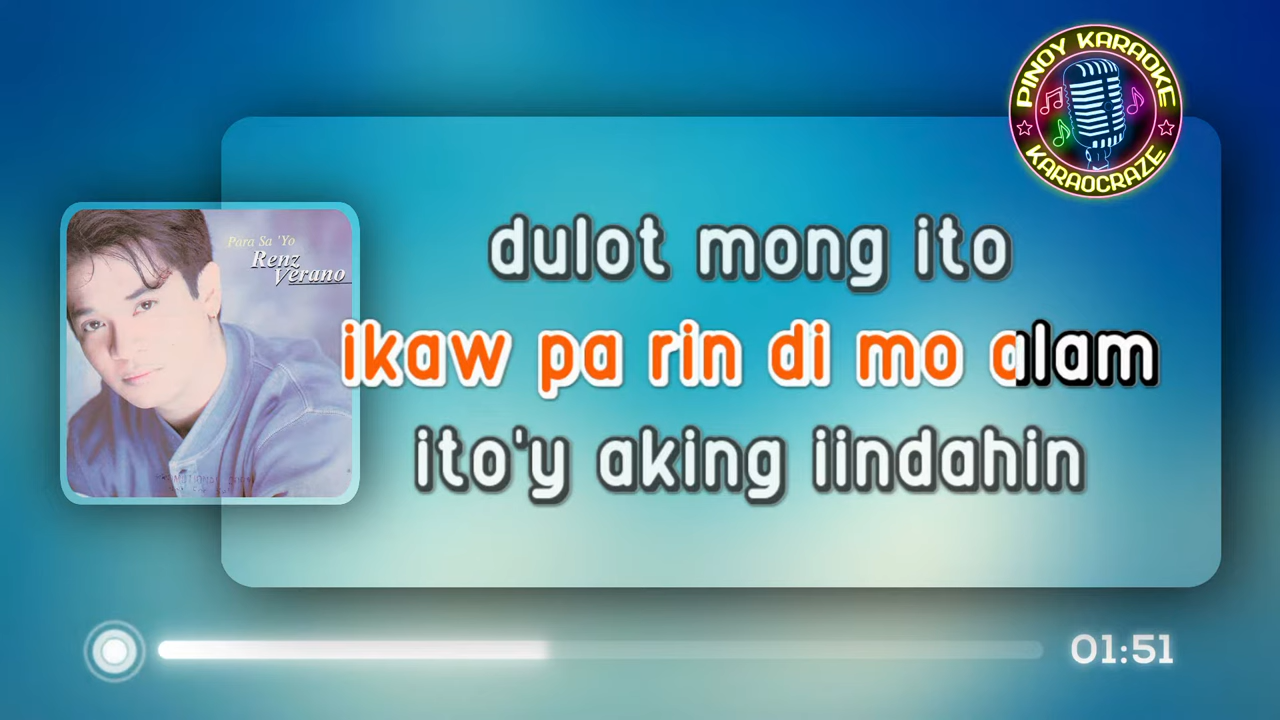 PINOY KARAOKE
KARAOCRAZE
Para Sa 'Yo
Renz
Verano
dulot mong ito
ikaw pa rin di mo alam
ito'y aking iindahin
01:51